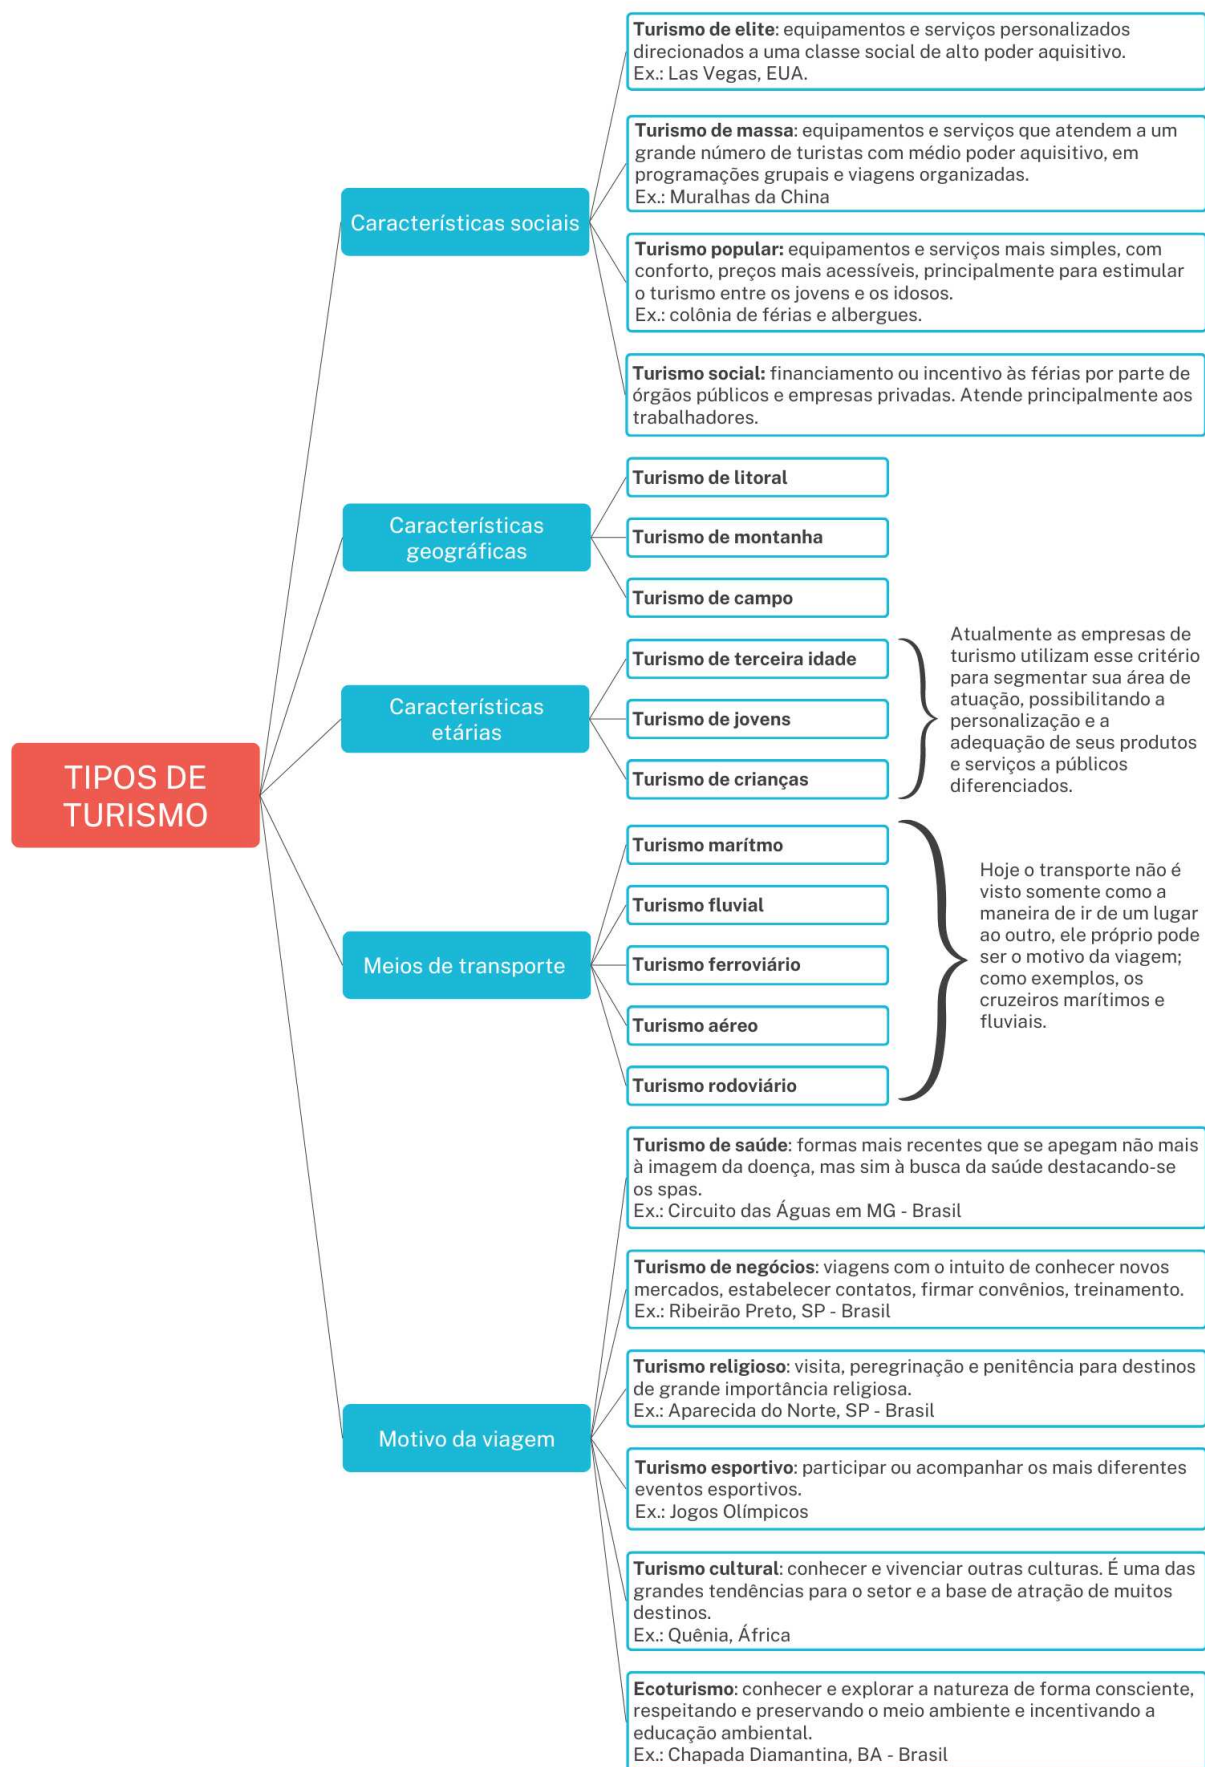 TIPOS DE
TURISMO
Características sociais
Turismo de elite: equipamentos e serviços personalizados
direcionados a uma classe social de alto poder aquisitivo.
Ex.: Las Vegas, EUA.
Turismo de massa: equipamentos e serviços que atendem a um
grande número de turistas com médio poder aquisitivo, em
programações grupais e viagens organizadas.
Ex.: Muralhas da China
Turismo popular: equipamentos e serviços mais simples, com
conforto, preços mais acessíveis, principalmente para estimular
o turismo entre os jovens e os idosos.
Ex.: colônia de férias e albergues.
Turismo social: financiamento ou incentivo às férias por parte de
órgãos públicos e empresas privadas. Atende principalmente aos
trabalhadores.
Características
geográficas
Turismo de litoral
Turismo de montanha
Turismo de campo
Características
etárias
Turismo de terceira idade
Turismo de jovens
Turismo de crianças
Atualmente as empresas de
turismo utilizam esse critério
para segmentar sua área de
atuação, possibilitando a
personalização e a
adequação de seus produtos
e serviços a públicos
diferenciados.
Meios de transporte
Turismo marítmo
Turismo fluvial
Turismo ferroviário
Turismo aéreo
Turismo rodoviário
Hoje o transporte não é
visto somente como a
maneira de ir de um lugar
ao outro, ele próprio pode
ser o motivo da viagem;
como exemplos, os
cruzeiros marítimos e
fluviais.
Motivo da viagem
Turismo de saúde: formas mais recentes que se apegam não mais
à imagem da doença, mas sim à busca da saúde destacando-se
os spas.
Ex.: Circuito das Águas em MG - Brasil
Turismo de negócios: viagens com o intuito de conhecer novos
mercados, estabelecer contatos, firmar convênios, treinamento.
Ex.: Ribeirão Preto, SP - Brasil
Turismo religioso: visita, peregrinação e penitência para destinos
de grande importância religiosa.
Ex.: Aparecida do Norte, SP - Brasil
Turismo esportivo: participar ou acompanhar os mais diferentes
eventos esportivos.
Ex.: Jogos Olímpicos
Turismo cultural: conhecer e vivenciar outras culturas. É uma das
grandes tendências para o setor e a base de atração de muitos
destinos.
Ex.: Quênia, África
Ecoturismo: conhecer e explorar a natureza de forma consciente,
respeitando e preservando o meio ambiente e incentivando a
educação ambiental.
Ex.: Chapada Diamantina, BA - Brasil